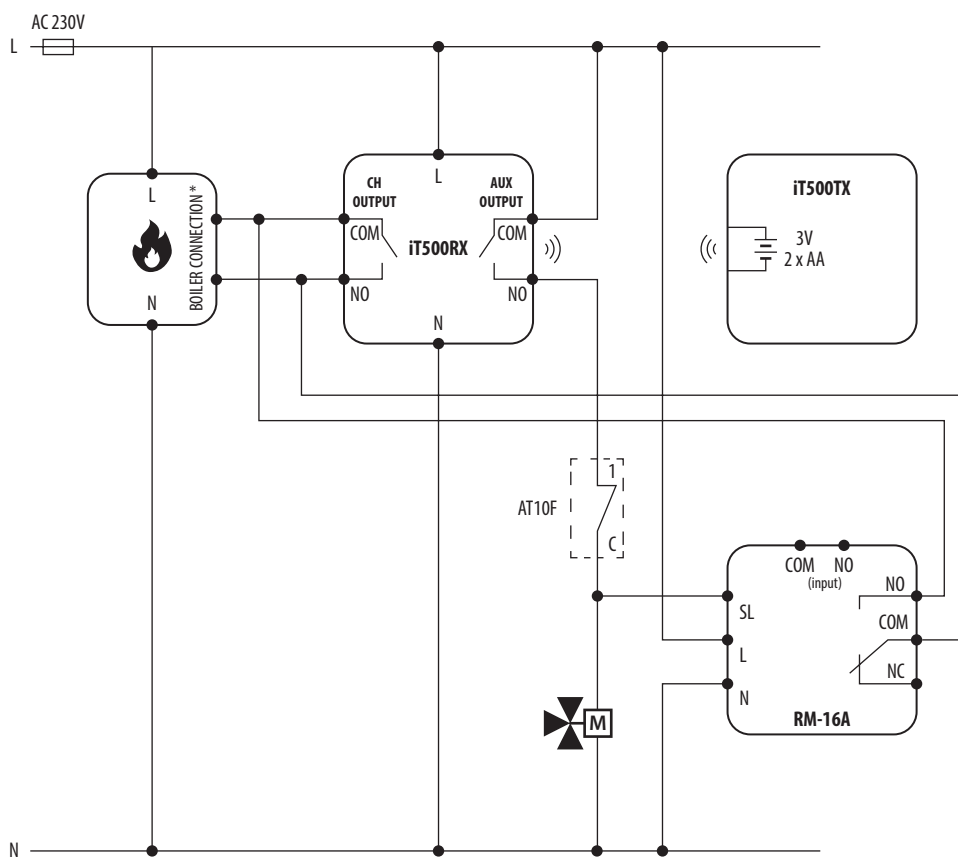 AC 230V
L
L
N
BOILER CONNECTION *
CH
OUTPUT
L
AUX
OUTPUT
COM
iT500RX
COM
NO
NO
N
iT500TX
3V
2 x AA
AT10F
1
C
COM NO
(input)
NO
SL
COM
L
NC
N
RM-16A
M
N